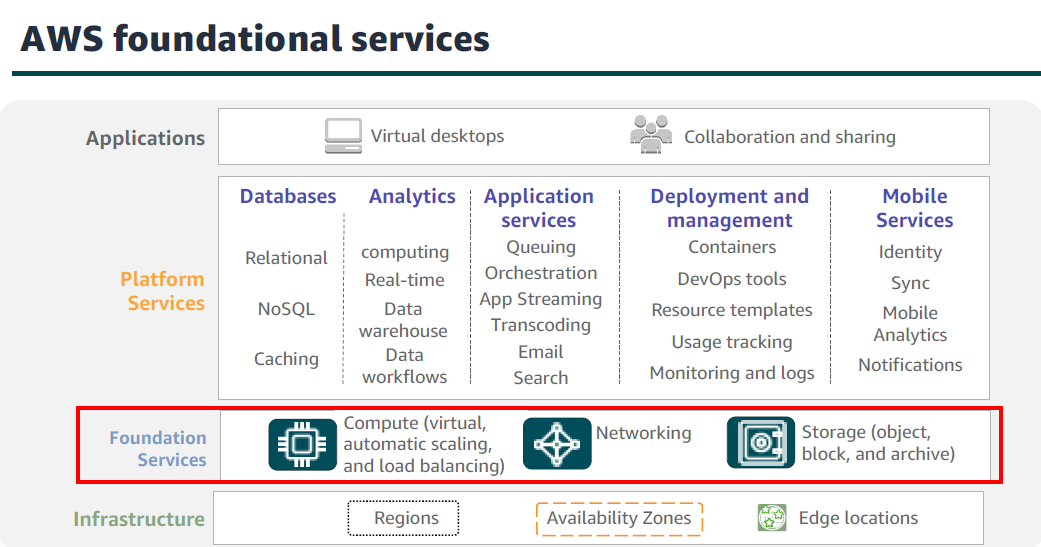 AWS foundational services
Applications
Virtual desktops
Collaboration and sharing
Platform
Services
Databases
Relational
NoSQL
Caching
Analytics
computing
Real-time
Data
warehouse
Data
workflows
Application
services
Queuing
Orchestration
App Streaming
Transcoding
Email
Search
Deployment and
management
Containers
DevOps tools
Resource templates
Usage tracking
Monitoring and logs
Mobile
Services
Identity
Sync
Mobile
Analytics
Notifications
Foundation
Services
Compute (virtual,
automatic scaling,
and load balancing)
Networking
Storage (object,
block, and archive)
Infrastructure
Regions
Availability Zones
Edge locations